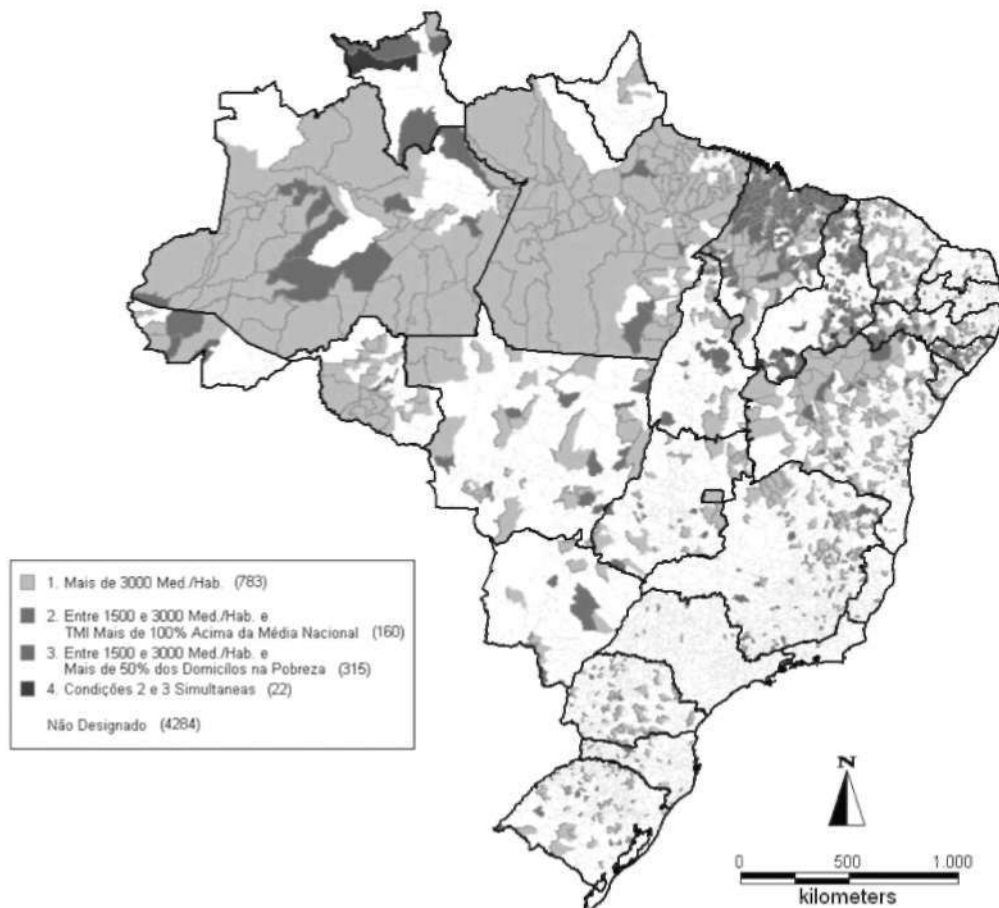 1. Mais de 3000 Med./Hab. (783)
2. Entre 1500 e 3000 Med./Hab. e
TMI Mais de 100% Acima da Média Nacional (160)
3. Entre 1500 e 3000 Med./Hab. e
Mais de 50% dos Domicílos na Pobreza (315)
4. Condições 2 e 3 Simultaneas (22)
Não Designado (4284)
N
0 500 1.000
kilometers